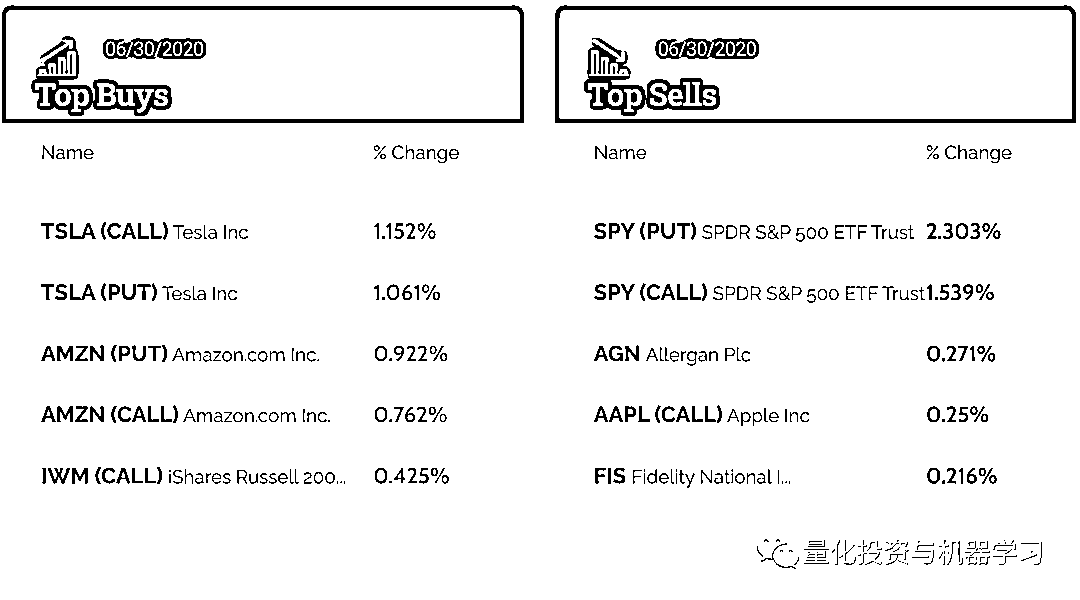 06/30/2020
Top Buys
Name % Change
TSLA (CALL) Tesla Inc 1.152%
TSLA (PUT) Tesla Inc 1.061%
AMZN (PUT) Amazon.com Inc. 0.922%
AMZN (CALL) Amazon.com Inc. 0.762%
IWM (CALL) iShares Russell 200... 0.425%
06/30/2020
Top Sells
Name % Change
SPY (PUT) SPDR S&P 500 ETF Trust 2.303%
SPY (CALL) SPDR S&P 500 ETF Trust 1.539%
AGN Allergan Plc 0.271%
AAPL (CALL) Apple Inc 0.25%
FIS Fidelity National I... 0.216%
量化投资与机器学习